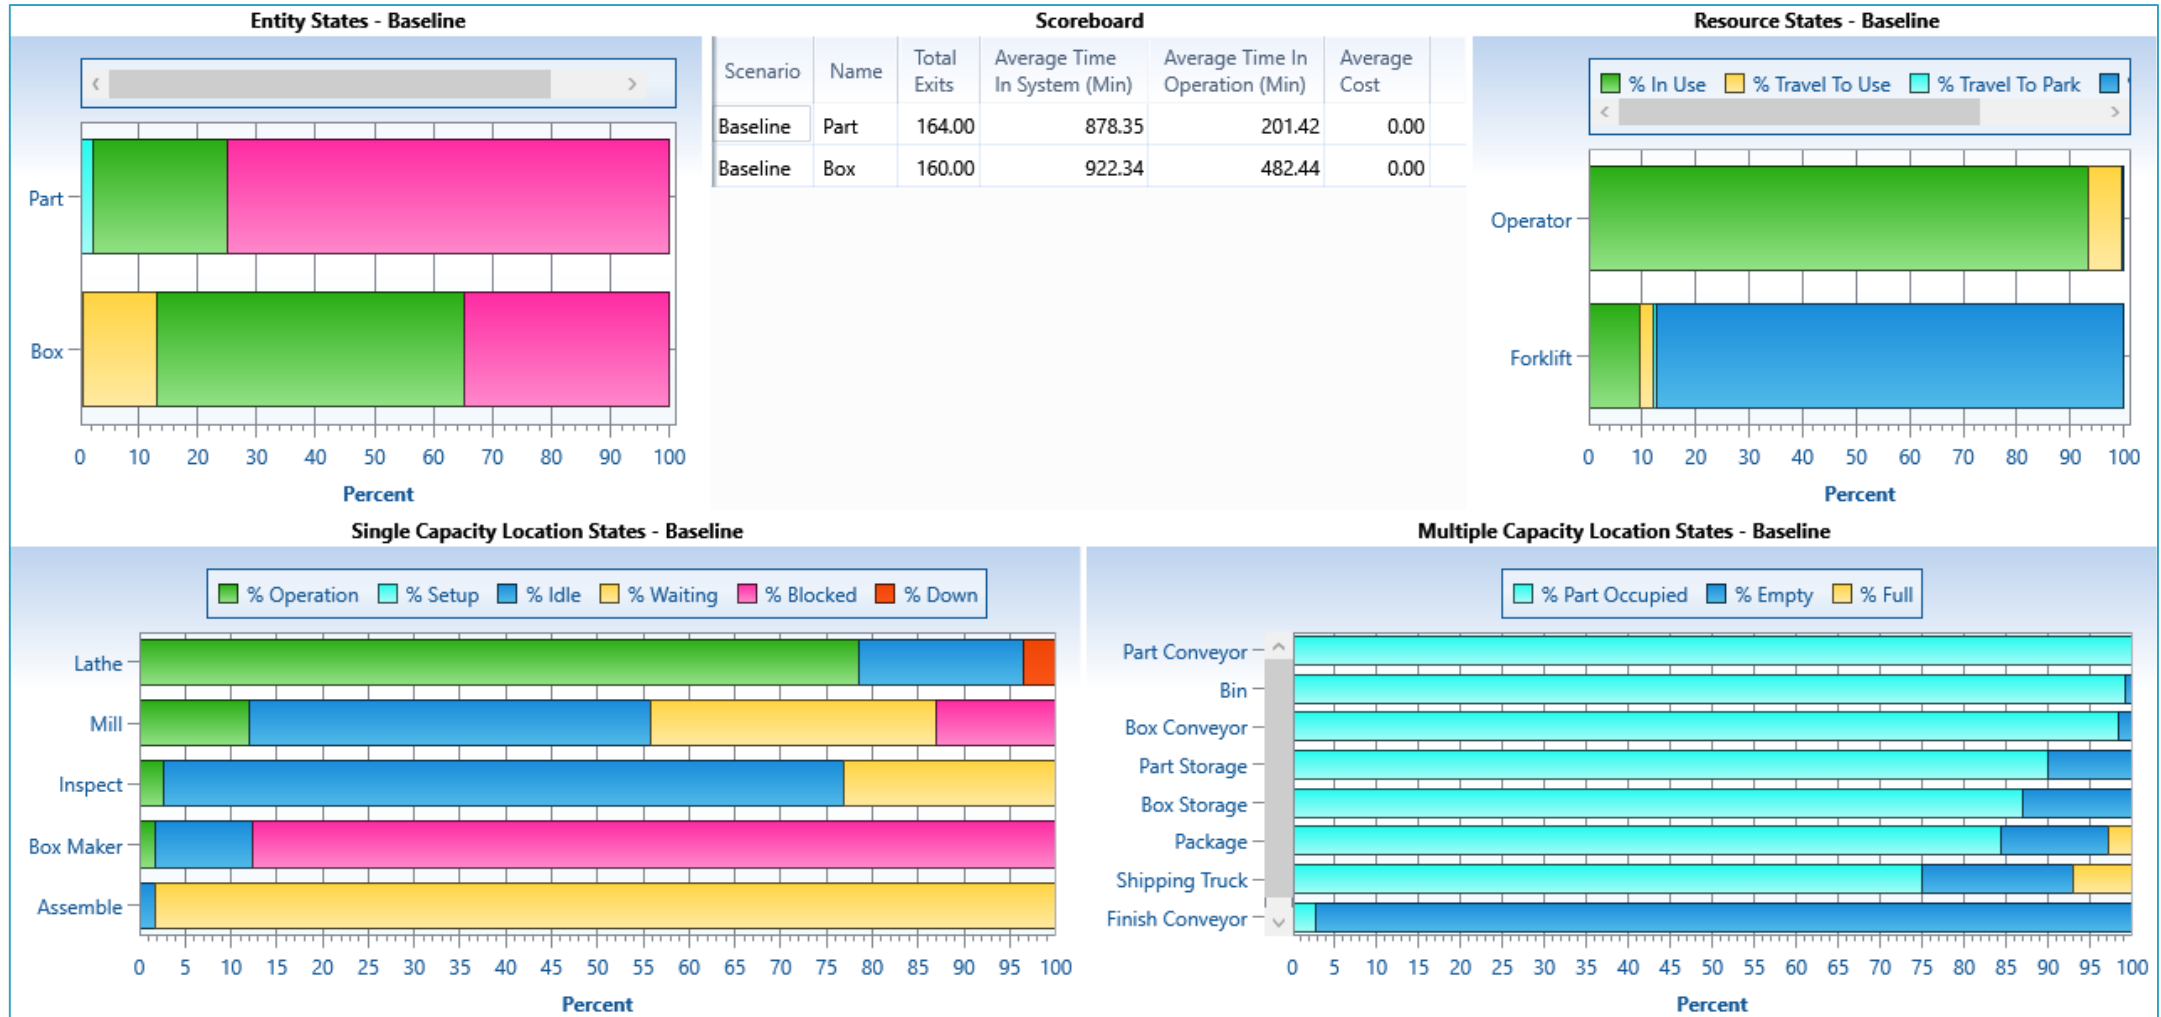 Entity States - Baseline
Part
Box
0 10 20 30 40 50 60 70 80 90 100
Percent
Scoreboard
Scenario Name Total Exits Average Time In System (Min) Average Time In Operation (Min) Average Cost
Baseline Part 164.00 878.35 201.42 0.00
Baseline Box 160.00 922.34 482.44 0.00
Resource States - Baseline
% In Use % Travel To Use % Travel To Park
Operator
Forklift
0 10 20 30 40 50 60 70 80 90 100
Percent
Single Capacity Location States - Baseline
% Operation % Setup % Idle % Waiting % Blocked % Down
Lathe
Mill
Inspect
Box Maker
Assemble
0 5 10 15 20 25 30 35 40 45 50 55 60 65 70 75 80 85 90 95 100
Percent
Multiple Capacity Location States - Baseline
% Part Occupied % Empty % Full
Part Conveyor
Bin
Box Conveyor
Part Storage
Box Storage
Package
Shipping Truck
Finish Conveyor
0 5 10 15 20 25 30 35 40 45 50 55 60 65 70 75 80 85 90 95 100
Percent